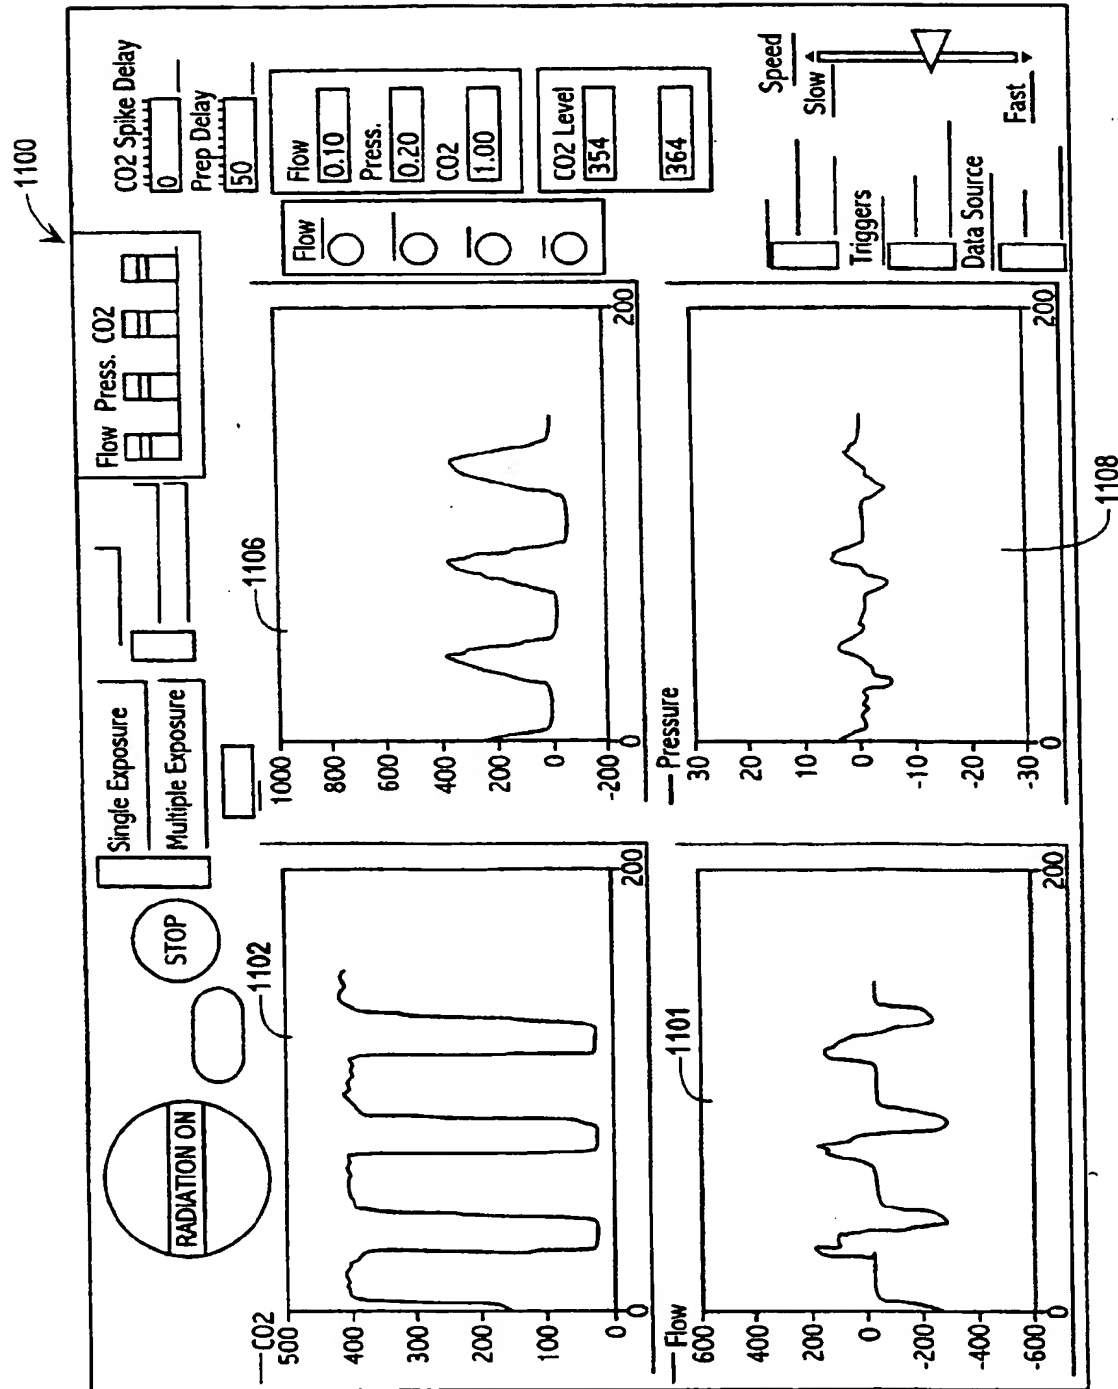 1100
RADIATION ON
STOP
Single Exposure
Multiple Exposure
Flow Press. CO2
CO2 Spike Delay
0
Prep Delay
50
Flow
Flow
0.10
Press.
0.20
CO2
1.00
CO2 Level
354
364
Triggers
Data Source
Speed
Slow
Fast
CO2
500
400
300
200
100
0
0
200
1102
1000
800
600
400
200
0
-200
0
200
1106
Flow
600
400
200
0
-200
-400
-600
0
200
1101
Pressure
30
20
10
0
-10
-20
-30
0
200
1108